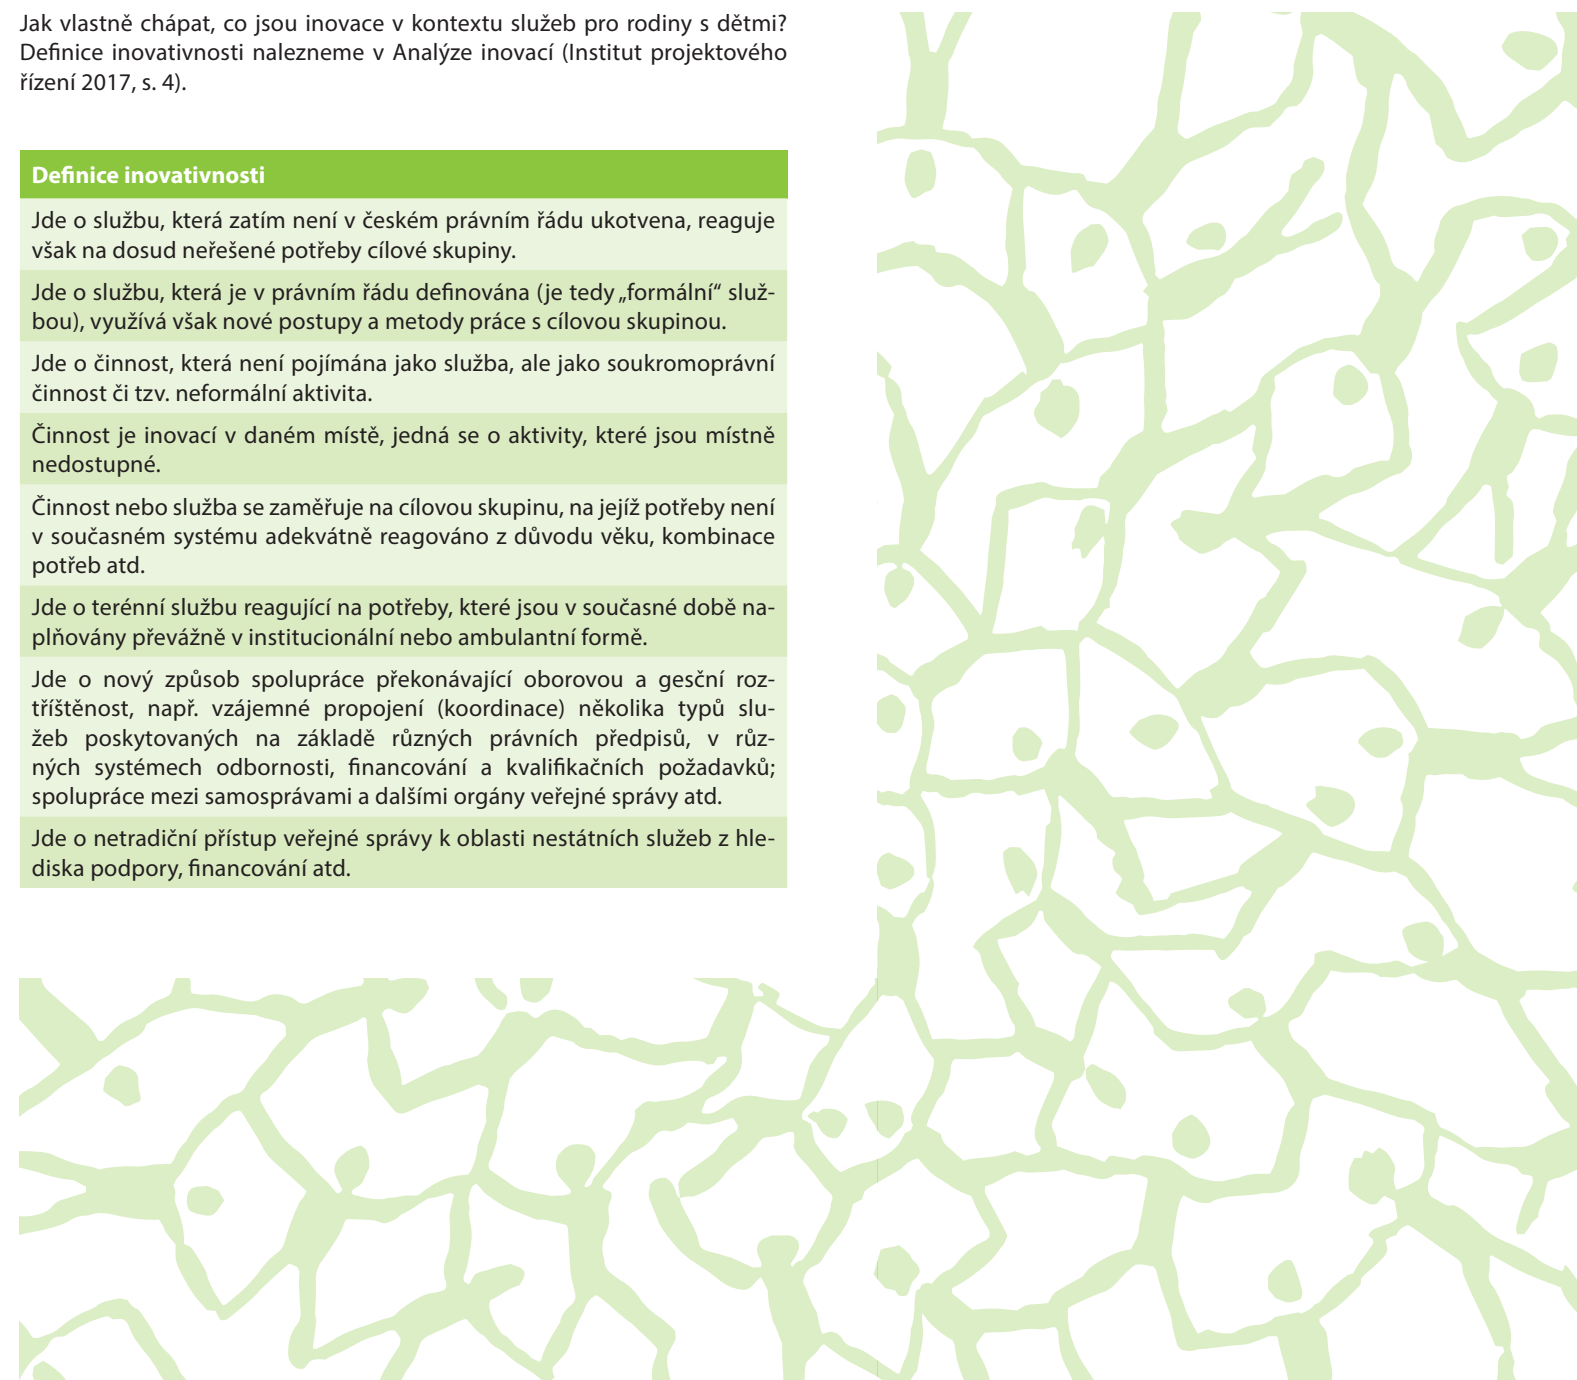 Jak vlastně chápat, co jsou inovace v kontextu služeb pro rodiny s dětmi?
Definice inovativnosti nalezneme v Analýze inovací (Institut projektového
řízení 2017, s. 4).
Definice inovativnosti
Jde o službu, která zatím není v českém právním řádu ukotvena, reaguje
však na dosud neřešené potřeby cílové skupiny.
Jde o službu, která je v právním řádu definována (je tedy „formální“ služ-
bou), využívá však nové postupy a metody práce s cílovou skupinou.
Jde o činnost, která není pojímána jako služba, ale jako soukromoprávní
činnost či tzv. neformální aktivita.
Činnost je inovací v daném místě, jedná se o aktivity, které jsou místně
nedostupné.
Činnost nebo služba se zaměřuje na cílovou skupinu, na jejíž potřeby není
v současném systému adekvátně reagováno z důvodu věku, kombinace
potřeb atd.
Jde o terénní službu reagující na potřeby, které jsou v současné době na-
plňovány převážně v institucionální nebo ambulantní formě.
Jde o nový způsob spolupráce překonávající oborovou a gesční roz-
tříštěnost, např. vzájemné propojení (koordinace) několika typů slu-
žeb poskytovaných na základě různých právních předpisů, v růz-
ných systémech odbornosti, financování a kvalifikačních požadavků;
spolupráce mezi samosprávami a dalšími orgány veřejné správy atd.
Jde o netradiční přístup veřejné správy k oblasti nestátních služeb z hle-
diska podpory, financování atd.